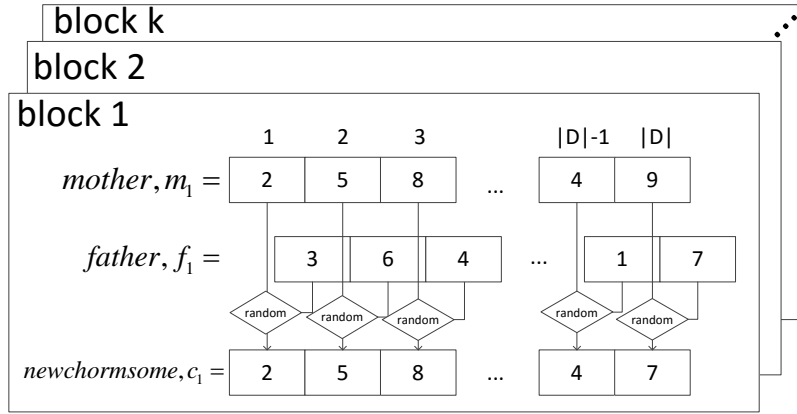 block k
block 2
block 1
1 2 3 |D|-1 |D|
mother, m₁ = 2 5 8 ... 4 9
father, f₁ = 3 6 4 ... 1 7
random random random random random
newchormsome, c₁ = 2 5 8 ... 4 7